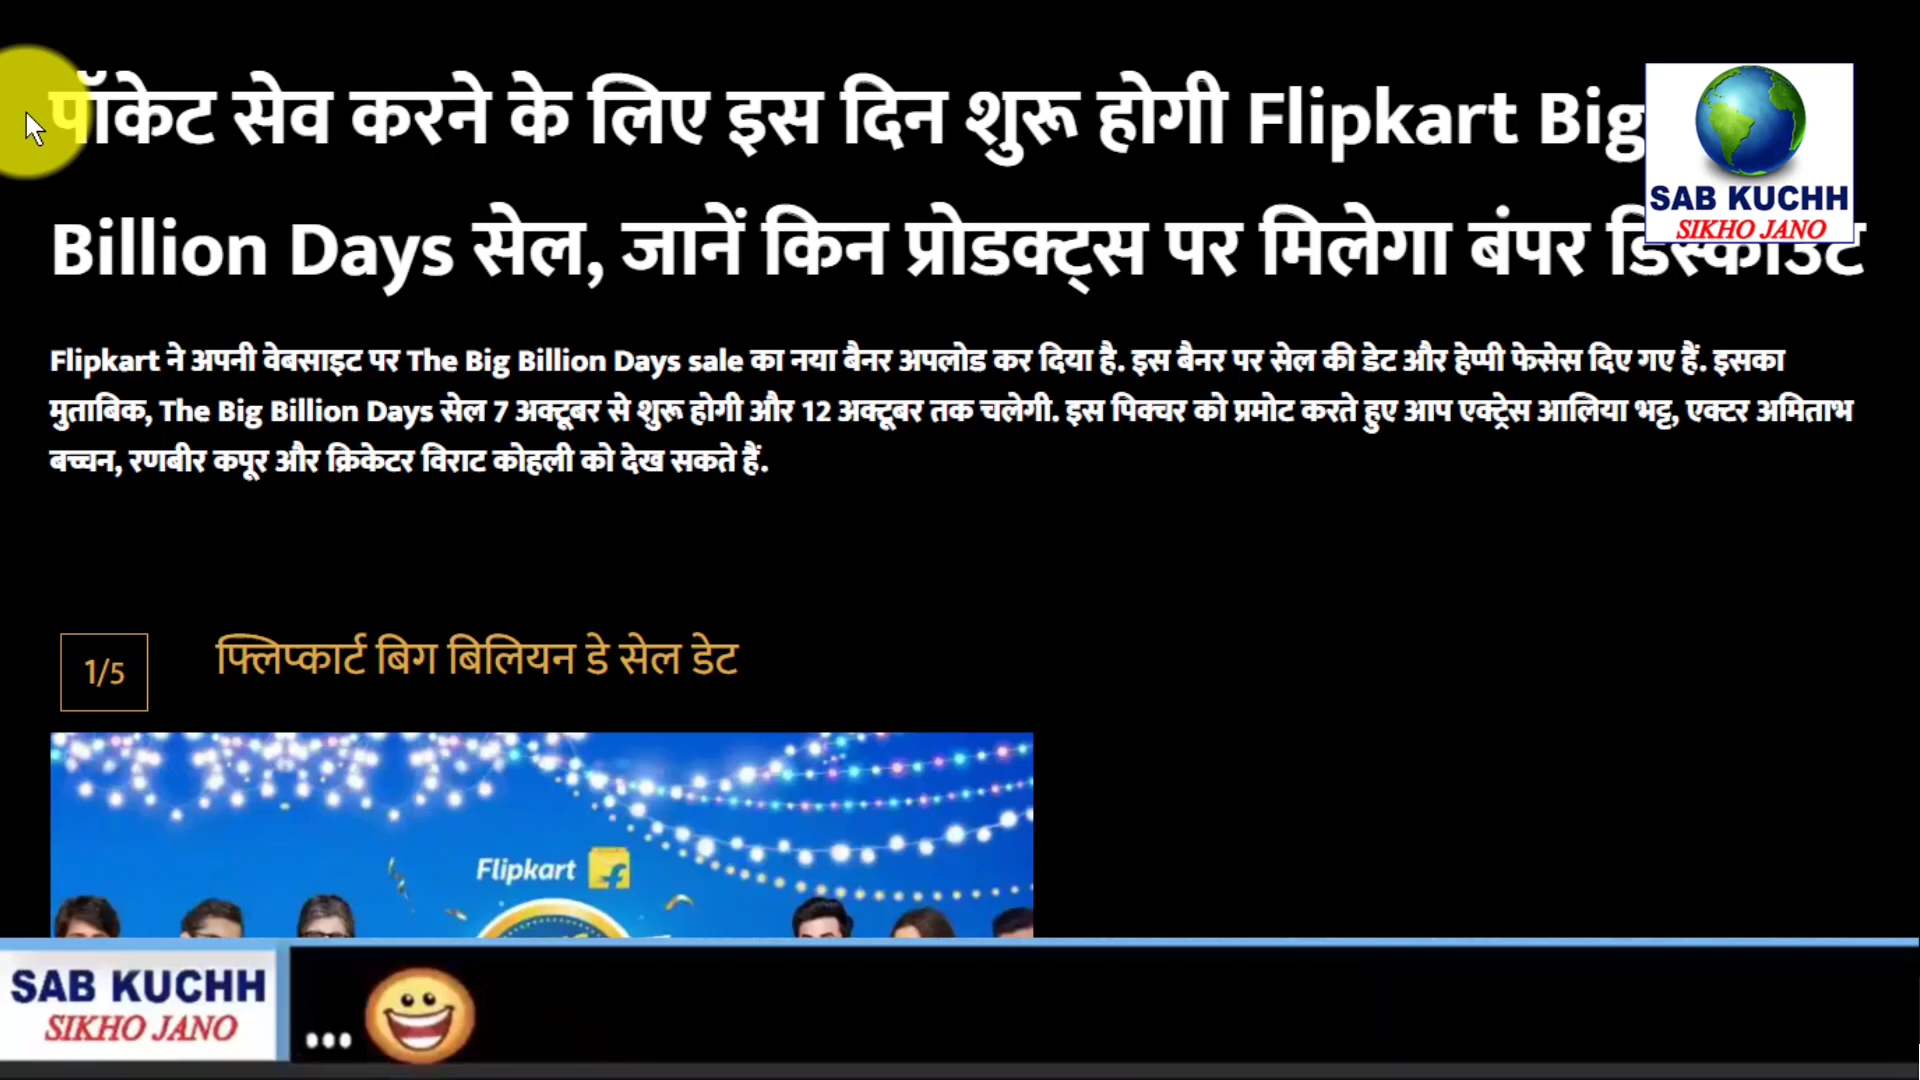 पॉकेट सेव करने के लिए इस दिन शुरू होगी Flipkart Big
Billion Days सेल, जानें किन प्रोडक्ट्स पर मिलेगा बंपर डिस्काउंट
SAB KUCHH
SIKHO JANO
Flipkart ने अपनी वेबसाइट पर The Big Billion Days sale का नया बैनर अपलोड कर दिया है. इस बैनर पर सेल की डेट और हेप्पी फेसेस दिए गए हैं. इसका
मुताबिक, The Big Billion Days सेल 7 अक्टूबर से शुरू होगी और 12 अक्टूबर तक चलेगी. इस पिक्चर को प्रमोट करते हुए आप एक्ट्रेस आलिया भट्ट, एक्टर अमिताभ
बच्चन, रणबीर कपूर और क्रिकेटर विराट कोहली को देख सकते हैं.
1/5
फ्लिप्कार्ट बिग बिलियन डे सेल डेट
Flipkart
SAB KUCHH
SIKHO JANO
...